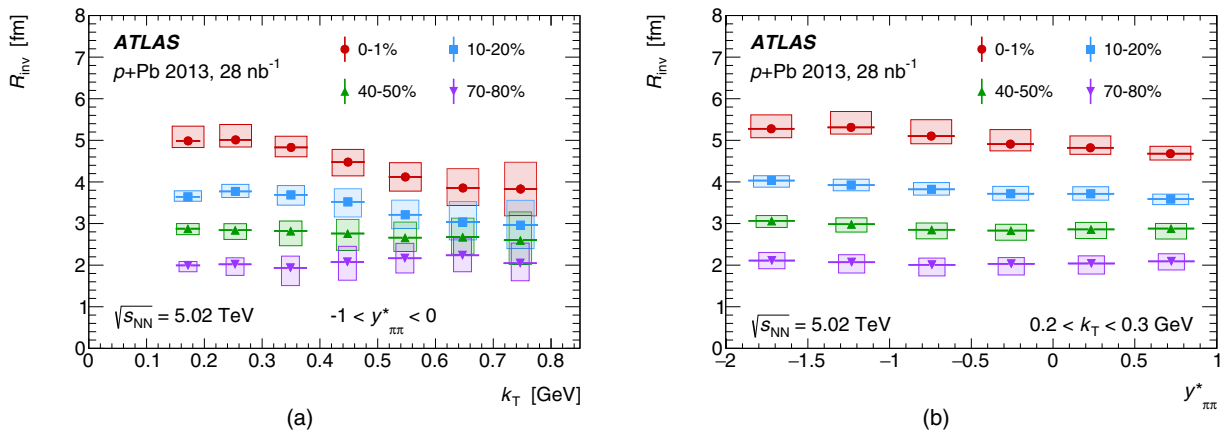 R_inv [fm]
8
7
6
5
4
3
2
1
0
ATLAS
p+Pb 2013, 28 nb⁻¹
0-1%
10-20%
40-50%
70-80%
√s_NN = 5.02 TeV
-1 < y*_ππ < 0
0 0.1 0.2 0.3 0.4 0.5 0.6 0.7 0.8
k_T [GeV]
(a)
R_inv [fm]
8
7
6
5
4
3
2
1
0
ATLAS
p+Pb 2013, 28 nb⁻¹
0-1%
10-20%
40-50%
70-80%
√s_NN = 5.02 TeV
0.2 < k_T < 0.3 GeV
−2 −1.5 −1 −0.5 0 0.5 1
y*_ππ
(b)